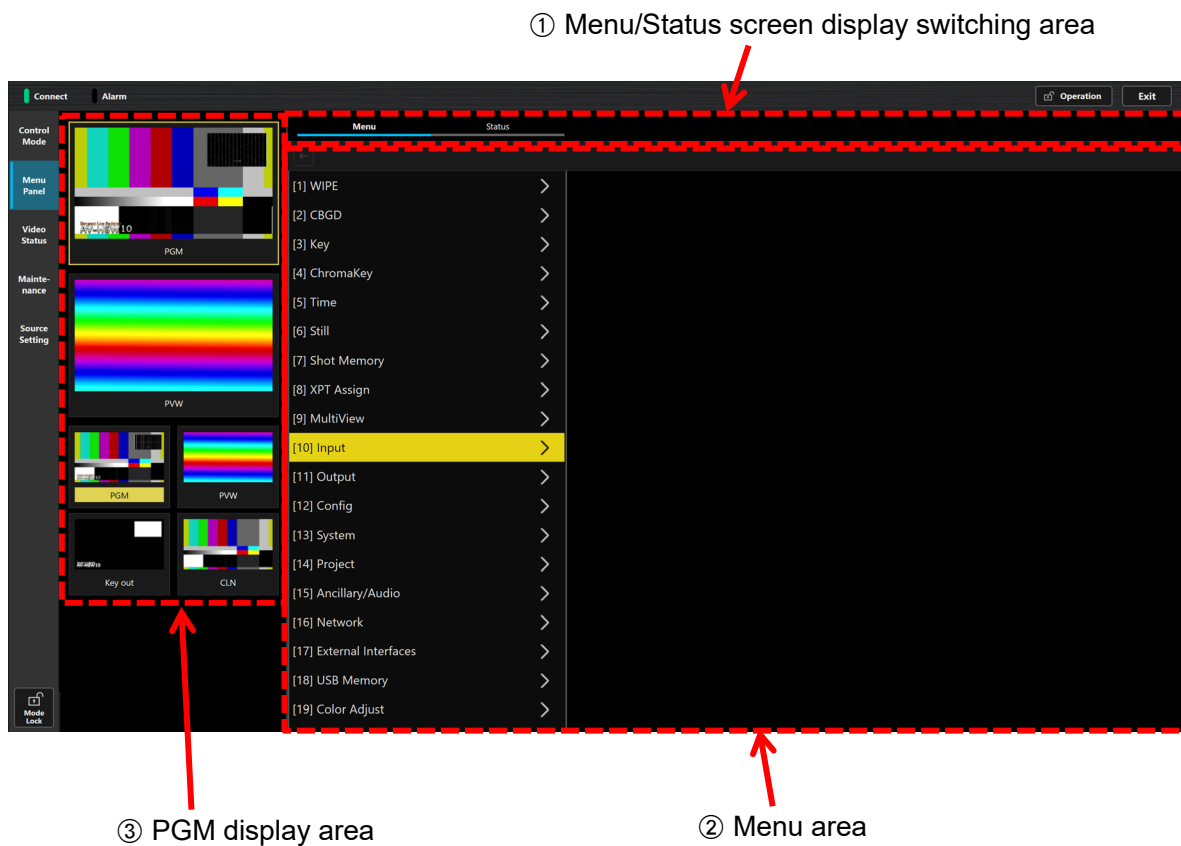 ① Menu/Status screen display switching area
Connect
Alarm
Operation
Exit
Control
Mode
Menu
Panel
Video
Status
Mainte-
nance
Source
Setting
Mode
Lock
AV-HSW10
PGM
PVW
PGM
PVW
AV-HSW10
Key out
CLN
Menu
Status
[1] WIPE
[2] CBGD
[3] Key
[4] ChromaKey
[5] Time
[6] Still
[7] Shot Memory
[8] XPT Assign
[9] MultiView
[10] Input
[11] Output
[12] Config
[13] System
[14] Project
[15] Ancillary/Audio
[16] Network
[17] External Interfaces
[18] USB Memory
[19] Color Adjust
③ PGM display area
② Menu area